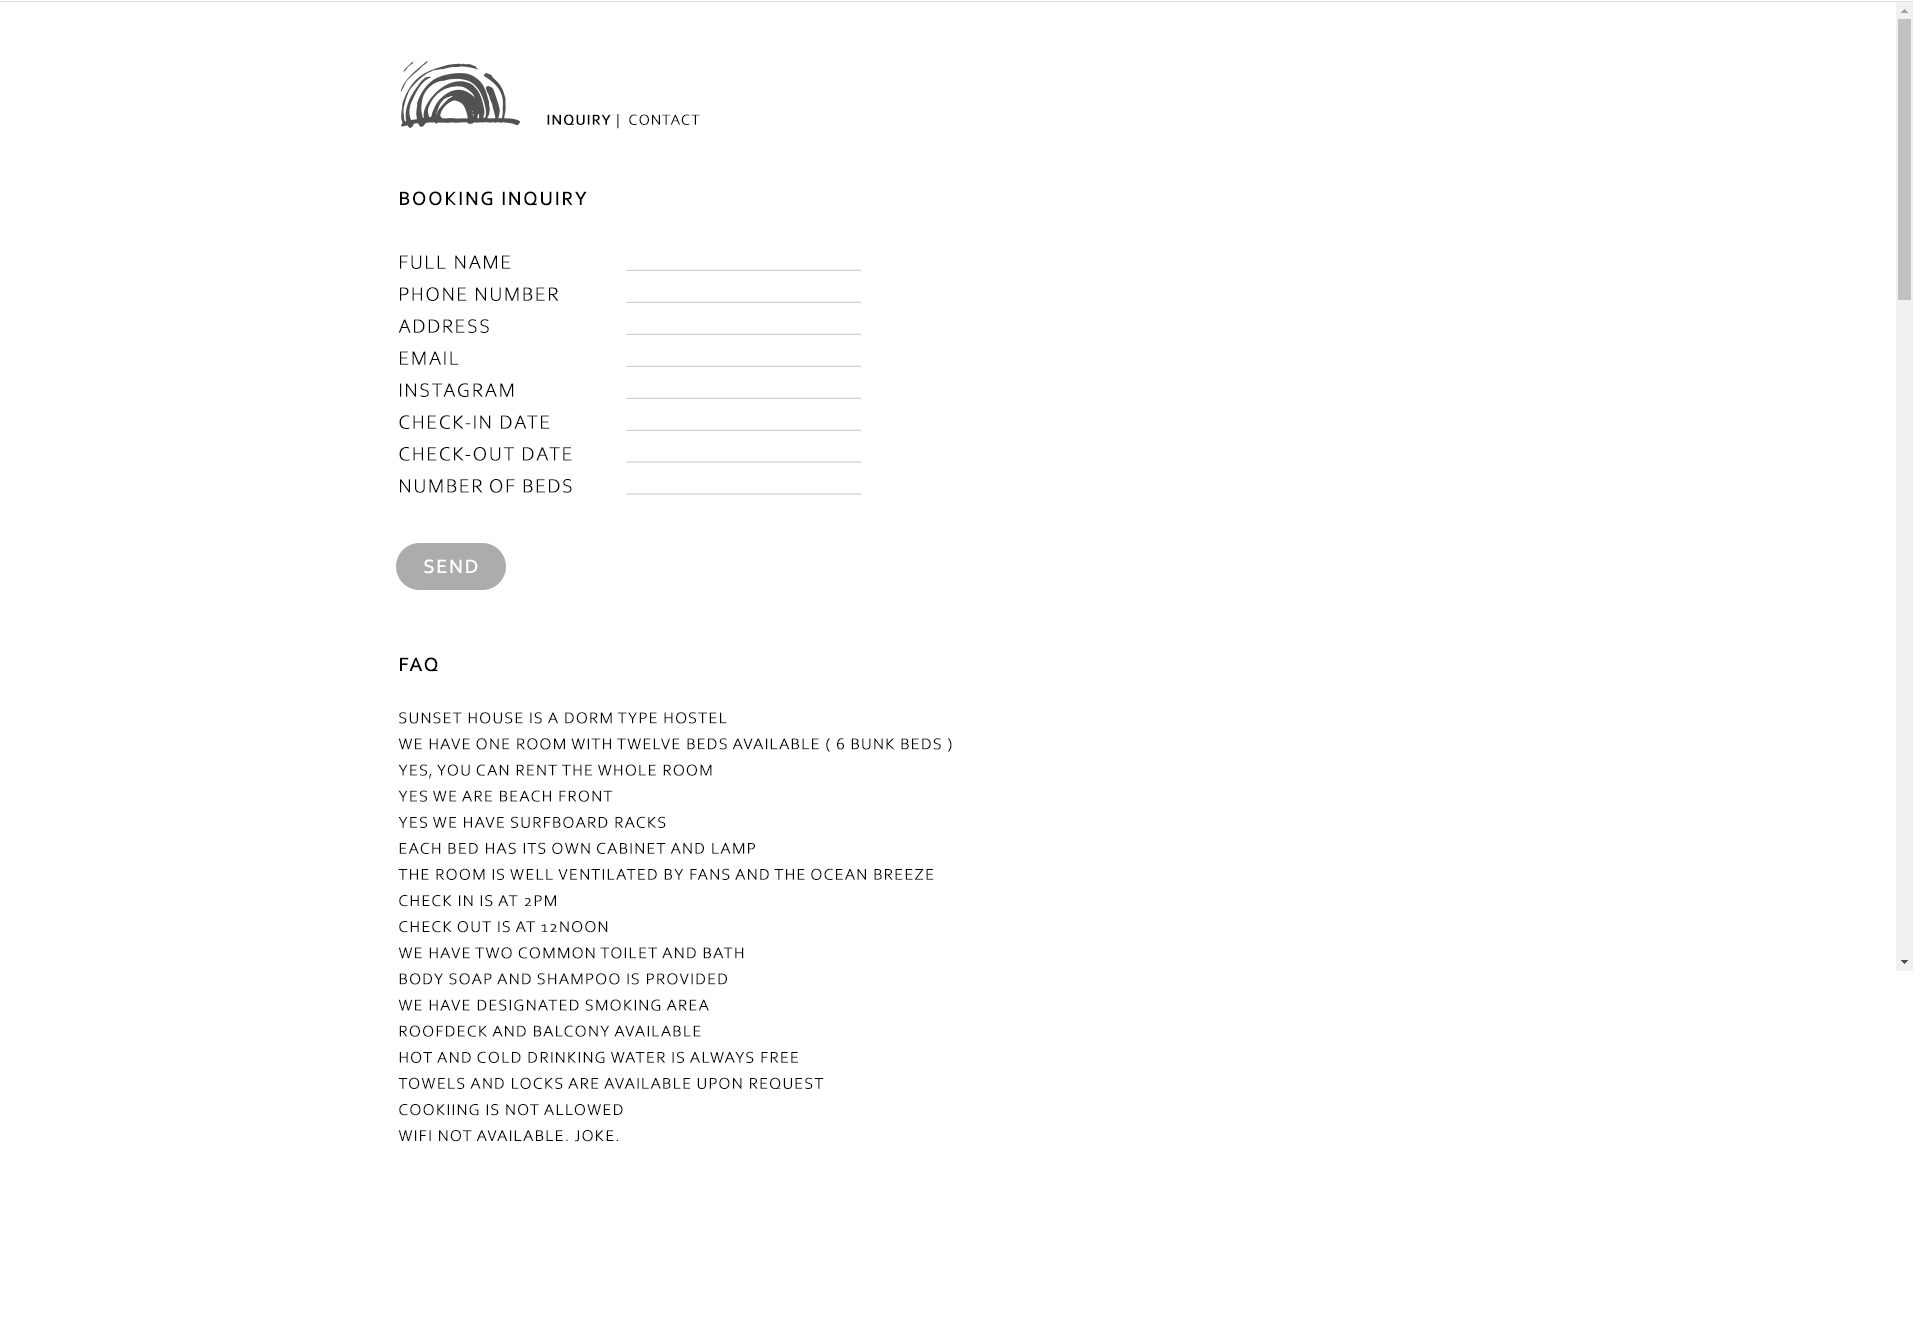 INQUIRY | CONTACT
BOOKING INQUIRY
FULL NAME
PHONE NUMBER
ADDRESS
EMAIL
INSTAGRAM
CHECK-IN DATE
CHECK-OUT DATE
NUMBER OF BEDS
SEND
FAQ
SUNSET HOUSE IS A DORM TYPE HOSTEL
WE HAVE ONE ROOM WITH TWELVE BEDS AVAILABLE ( 6 BUNK BEDS )
YES, YOU CAN RENT THE WHOLE ROOM
YES WE ARE BEACH FRONT
YES WE HAVE SURFBOARD RACKS
EACH BED HAS ITS OWN CABINET AND LAMP
THE ROOM IS WELL VENTILATED BY FANS AND THE OCEAN BREEZE
CHECK IN IS AT 2PM
CHECK OUT IS AT 12NOON
WE HAVE TWO COMMON TOILET AND BATH
BODY SOAP AND SHAMPOO IS PROVIDED
WE HAVE DESIGNATED SMOKING AREA
ROOFDECK AND BALCONY AVAILABLE
HOT AND COLD DRINKING WATER IS ALWAYS FREE
TOWELS AND LOCKS ARE AVAILABLE UPON REQUEST
COOKIING IS NOT ALLOWED
WIFI NOT AVAILABLE. JOKE.